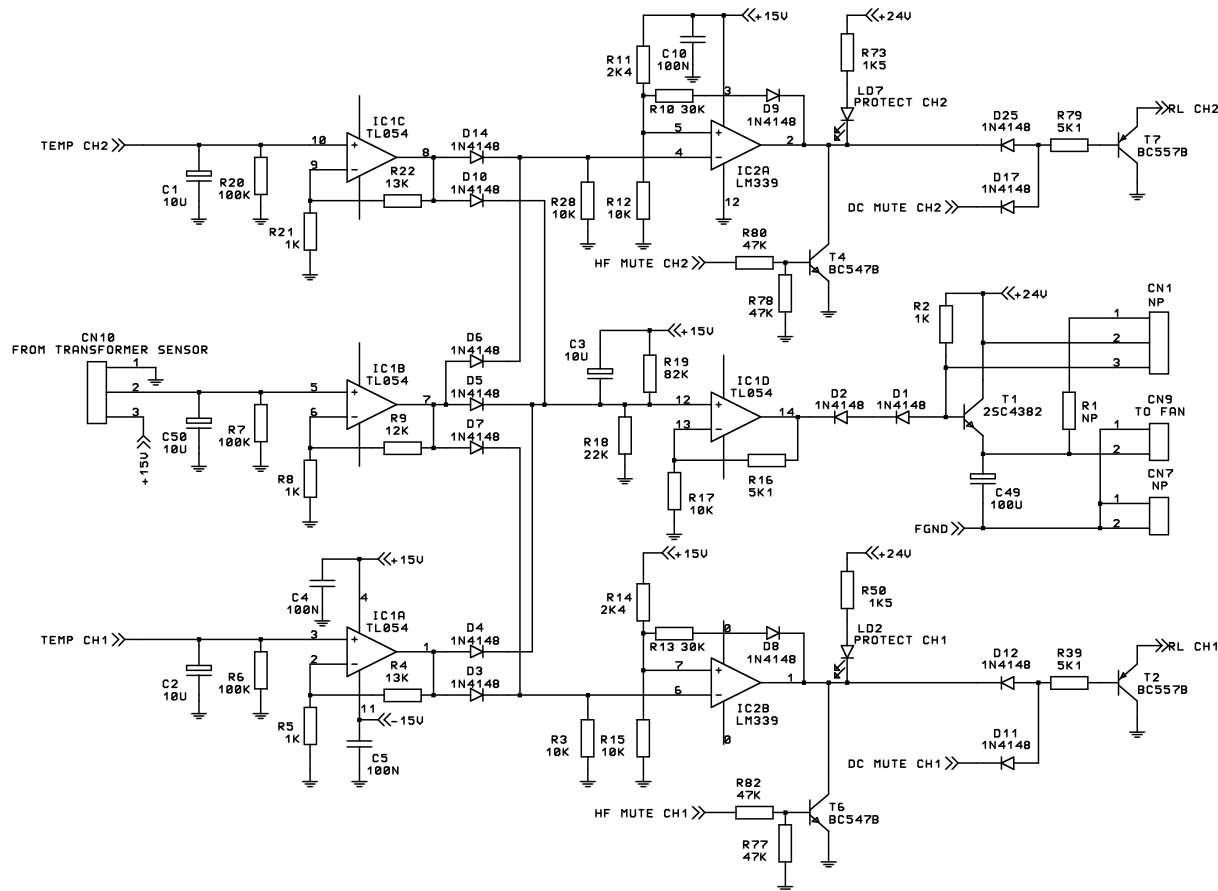 +15V
+24V
R11
2K4
C10
100N
R73
1K5
R10 30K
3
D9
1N4148
LD7
PROTECT CH2
RL CH2
TEMP CH2
10
IC1C
TL054
D14
1N4148
5
2
D25
1N4148
R79
5K1
T7
BC557B
9
8
4
IC2A
LM339
C1
10U
R20
100K
R22
13K
D10
1N4148
D17
1N4148
12
R28
10K
R12
10K
DC MUTE CH2
R21
1K
R80
47K
HF MUTE CH2
T4
BC547B
R78
47K
+24V
CN1
NP
R2
1K
1
2
3
CN10
FROM TRANSFORMER SENSOR
1
2
3
+15V
D6
1N4148
C3
10U
+15V
R19
82K
IC1B
TL054
5
6
7
D5
1N4148
12
13
14
IC1D
TL054
D2
1N4148
D1
1N4148
T1
2SC4382
R1
NP
CN9
TO FAN
1
2
C50
10U
R7
100K
R9
12K
D7
1N4148
R18
22K
R8
1K
R17
10K
R16
5K1
C49
100U
CN7
NP
1
2
FGND
+15V
+15V
+24V
C4
100N
4
R14
2K4
R50
1K5
IC1A
TL054
D4
1N4148
R13 30K
0
D8
1N4148
LD2
PROTECT CH1
RL CH1
TEMP CH1
3
2
1
7
6
1
D12
1N4148
R39
5K1
T2
BC557B
C2
10U
R6
100K
R4
13K
D3
1N4148
IC2B
LM339
0
R5
1K
11
-15V
C5
100N
R3
10K
R15
10K
D11
1N4148
DC MUTE CH1
R82
47K
HF MUTE CH1
T6
BC547B
R77
47K